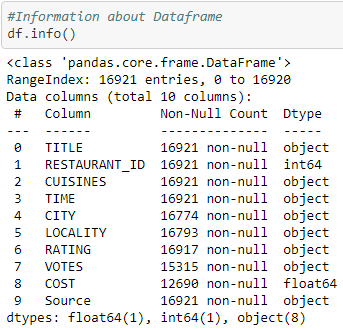 #Information about Dataframe
df.info()
<class 'pandas.core.frame.DataFrame'>
RangeIndex: 16921 entries, 0 to 16920
Data columns (total 10 columns):
 #   Column         Non-Null Count  Dtype
---  ------         --------------  -----
 0   TITLE          16921 non-null  object
 1   RESTAURANT_ID  16921 non-null  int64
 2   CUISINES       16921 non-null  object
 3   TIME           16921 non-null  object
 4   CITY           16774 non-null  object
 5   LOCALITY       16793 non-null  object
 6   RATING         16917 non-null  object
 7   VOTES          15315 non-null  object
 8   COST           12690 non-null  float64
 9   Source         16921 non-null  object
dtypes: float64(1), int64(1), object(8)